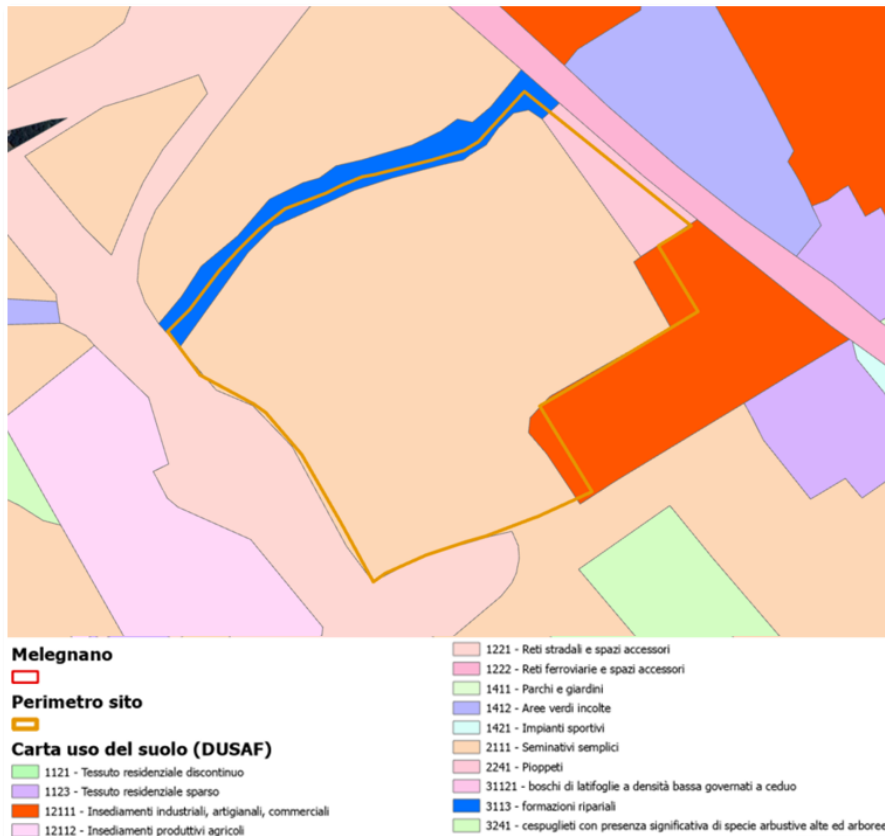 Melegnano
Perimetro sito
Carta uso del suolo (DUSAF)
1121 - Tessuto residenziale discontinuo
1123 - Tessuto residenziale sparso
12111 - Insediamenti industriali, artigianali, commerciali
12112 - Insediamenti produttivi agricoli
1221 - Reti stradali e spazi accessori
1222 - Reti ferroviarie e spazi accessori
1411 - Parchi e giardini
1412 - Aree verdi incolte
1421 - Impianti sportivi
2111 - Seminativi semplici
2241 - Pioppeti
31121 - boschi di latifoglie a densità bassa governati a ceduo
3113 - formazioni ripariali
3241 - cespuglieti con presenza significativa di specie arbustive alte ed arboree